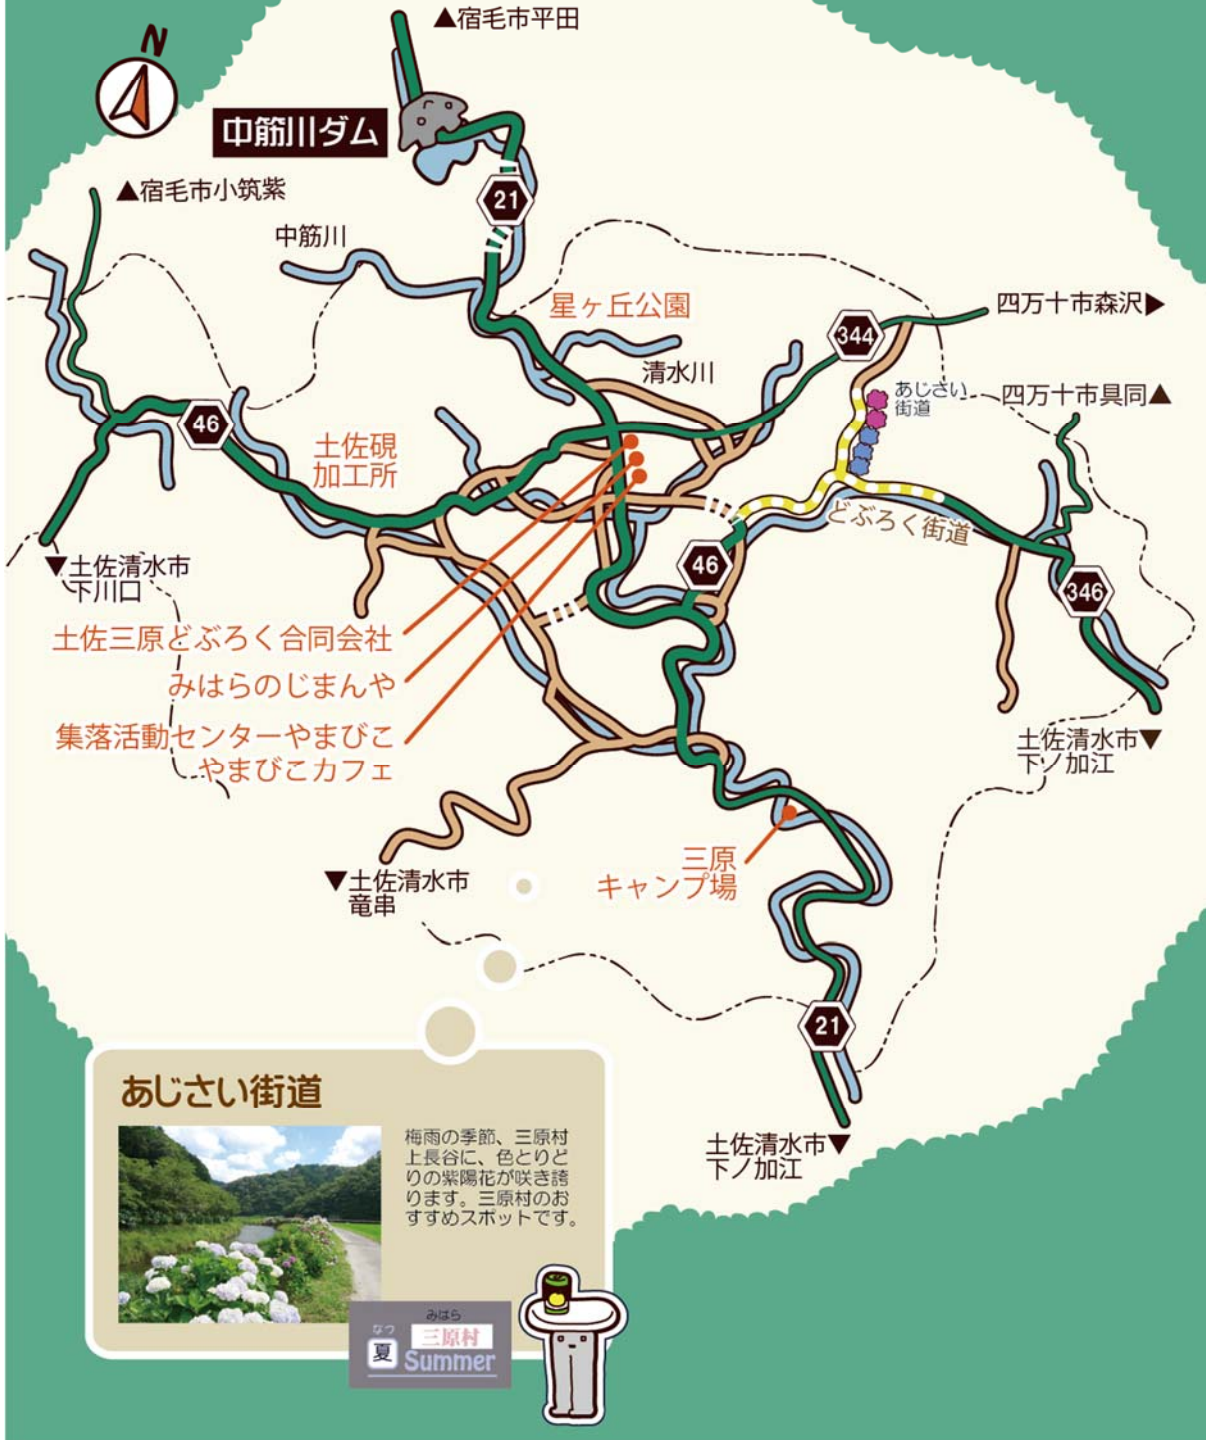 ▲宿毛市平田
N
中筋川ダム
▲宿毛市小筑紫
21
中筋川
星ヶ丘公園
四万十市森沢▶
344
清水川
あじさい
街道
四万十市具同▲
46
土佐硯
加工所
どぶろく街道
▼土佐清水市
下川口
46
346
土佐三原どぶろく合同会社
みはらのじまんや
集落活動センターやまびこ
やまびこカフェ
土佐清水市▼
下ノ加江
三原
キャンプ場
▼土佐清水市
竜串
21
土佐清水市▼
下ノ加江
あじさい街道
梅雨の季節、三原村
上長谷に、色とりど
りの紫陽花が咲き誇
ります。三原村のお
すすめスポットです。
みはら
なつ
三原村
夏
Summer